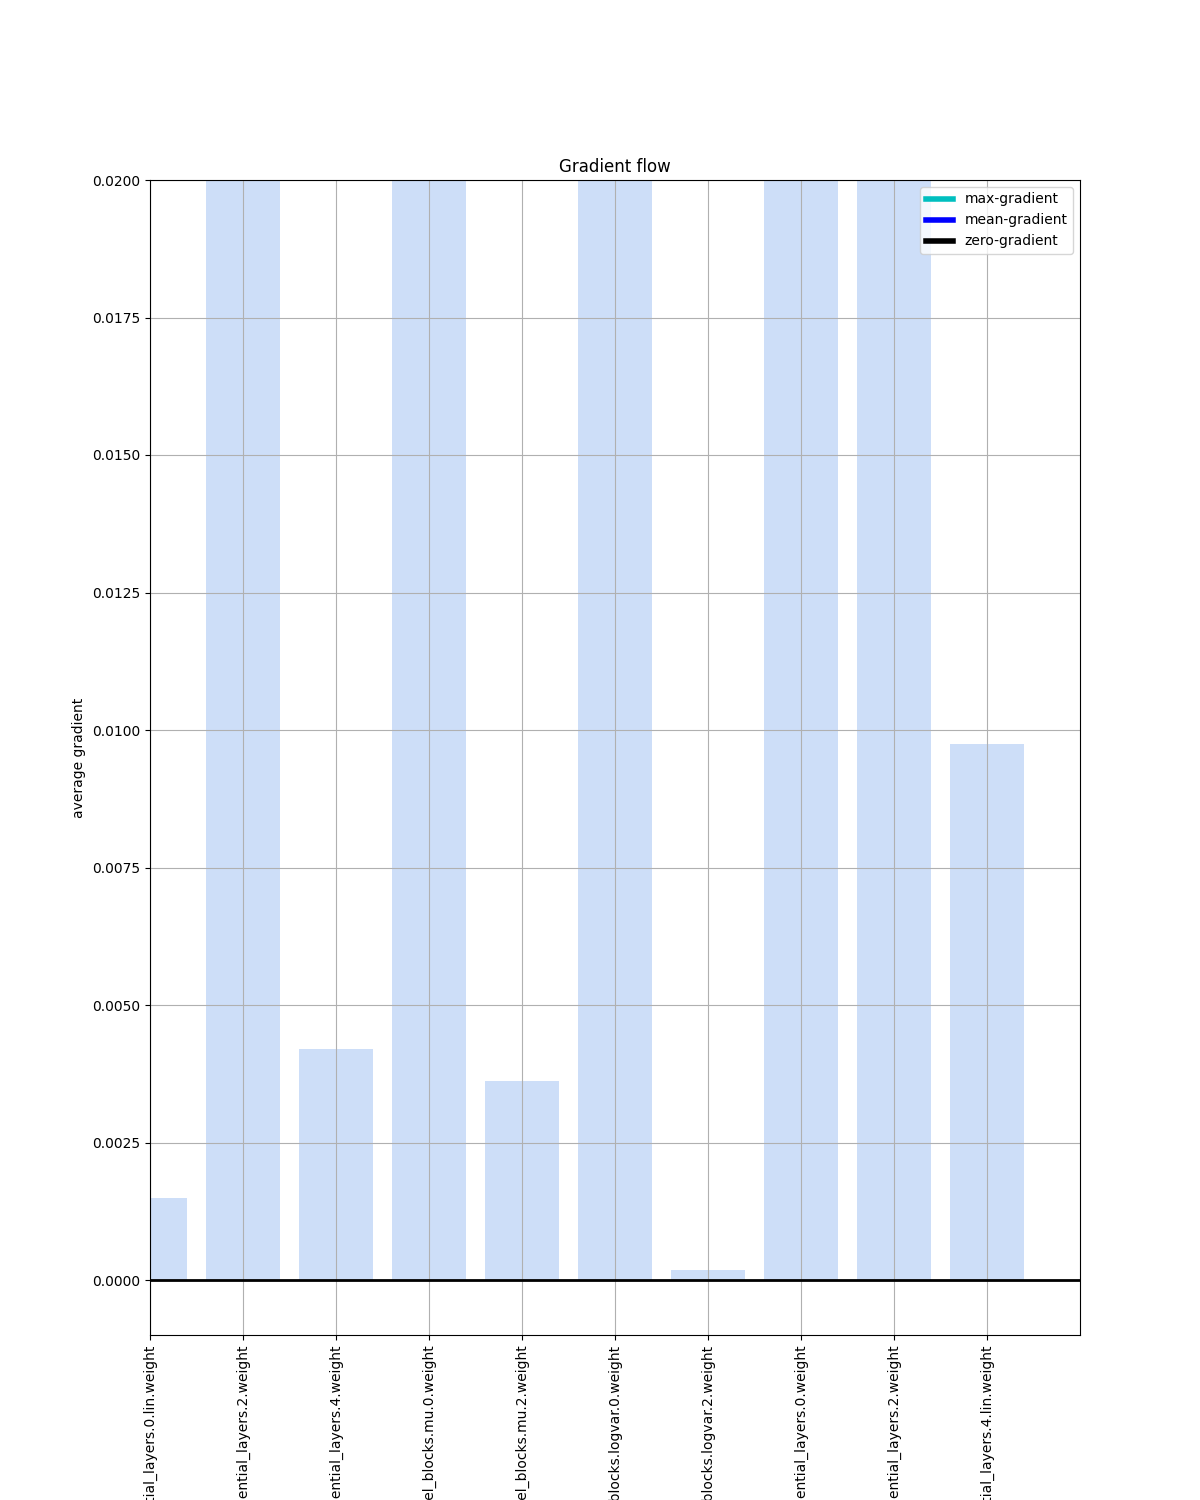 Gradient flow
max-gradient
mean-gradient
zero-gradient
0.0200
0.0175
0.0150
0.0125
0.0100
0.0075
0.0050
0.0025
0.0000
average gradient
tial_layers.0.lin.weight
ential_layers.2.weight
ential_layers.4.weight
el_blocks.mu.0.weight
el_blocks.mu.2.weight
blocks.logvar.0.weight
blocks.logvar.2.weight
ential_layers.0.weight
ential_layers.2.weight
tial_layers.4.lin.weight